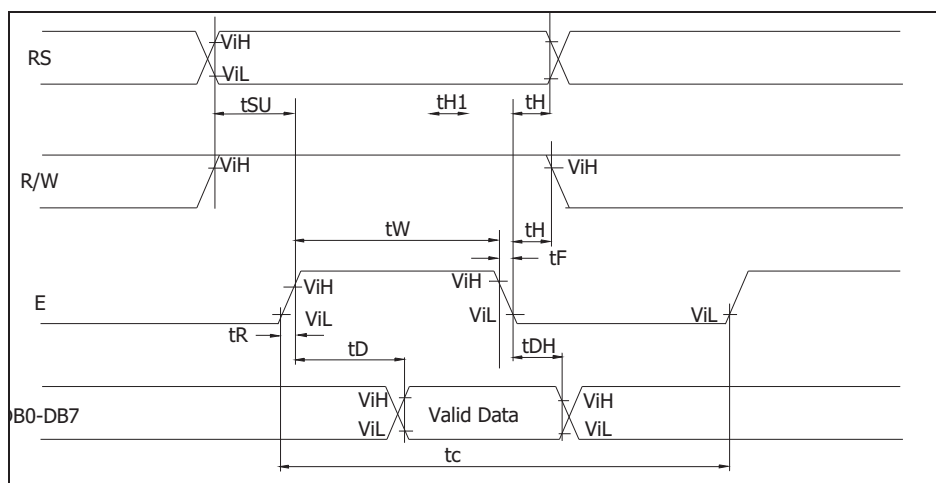 RS
ViH
ViL
tSU
tH1
tH
R/W
ViH
ViH
tW
tH
tF
E
ViH
ViH
ViL
ViL
ViL
tR
tD
tDH
DB0-DB7
ViH
ViL
Valid Data
ViH
ViL
tc